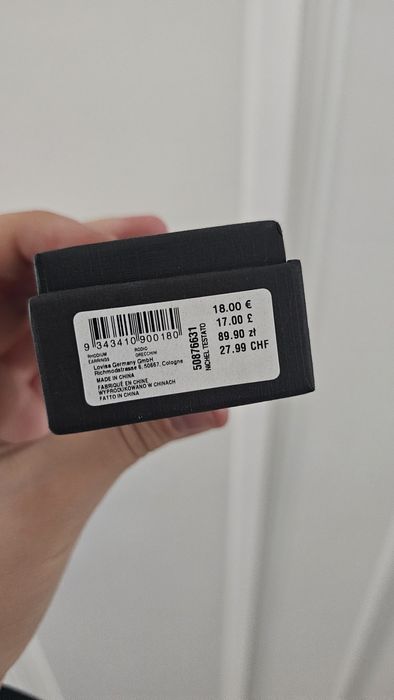 9 343410 900180
RHODIUM RODIO
EARRINGS ORECCHINI
Lovisa Germany GmbH
Richmodstrasse 6, 50667, Cologne
MADE IN CHINA
FABRIQUÉ EN CHINE
WYPRODUKOWANO W CHINACH
FATTO IN CHINA
50876631
NICHEL TESTATO
18.00 €
17.00 £
89.90 zł
27.99 CHF